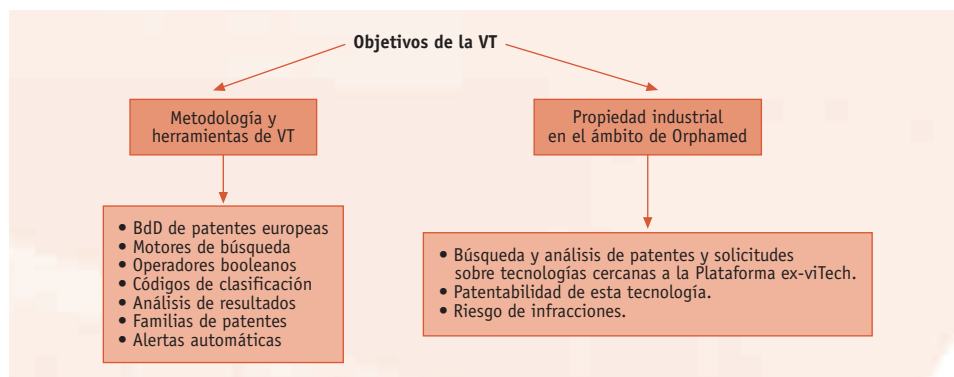 Objetivos de la VT
Metodología y
herramientas de VT
Propiedad industrial
en el ámbito de Orphamed
• BdD de patentes europeas
• Motores de búsqueda
• Operadores booleanos
• Códigos de clasificación
• Análisis de resultados
• Familias de patentes
• Alertas automáticas
• Búsqueda y análisis de patentes y solicitudes
sobre tecnologías cercanas a la Plataforma ex-viTech.
• Patentabilidad de esta tecnología.
• Riesgo de infracciones.